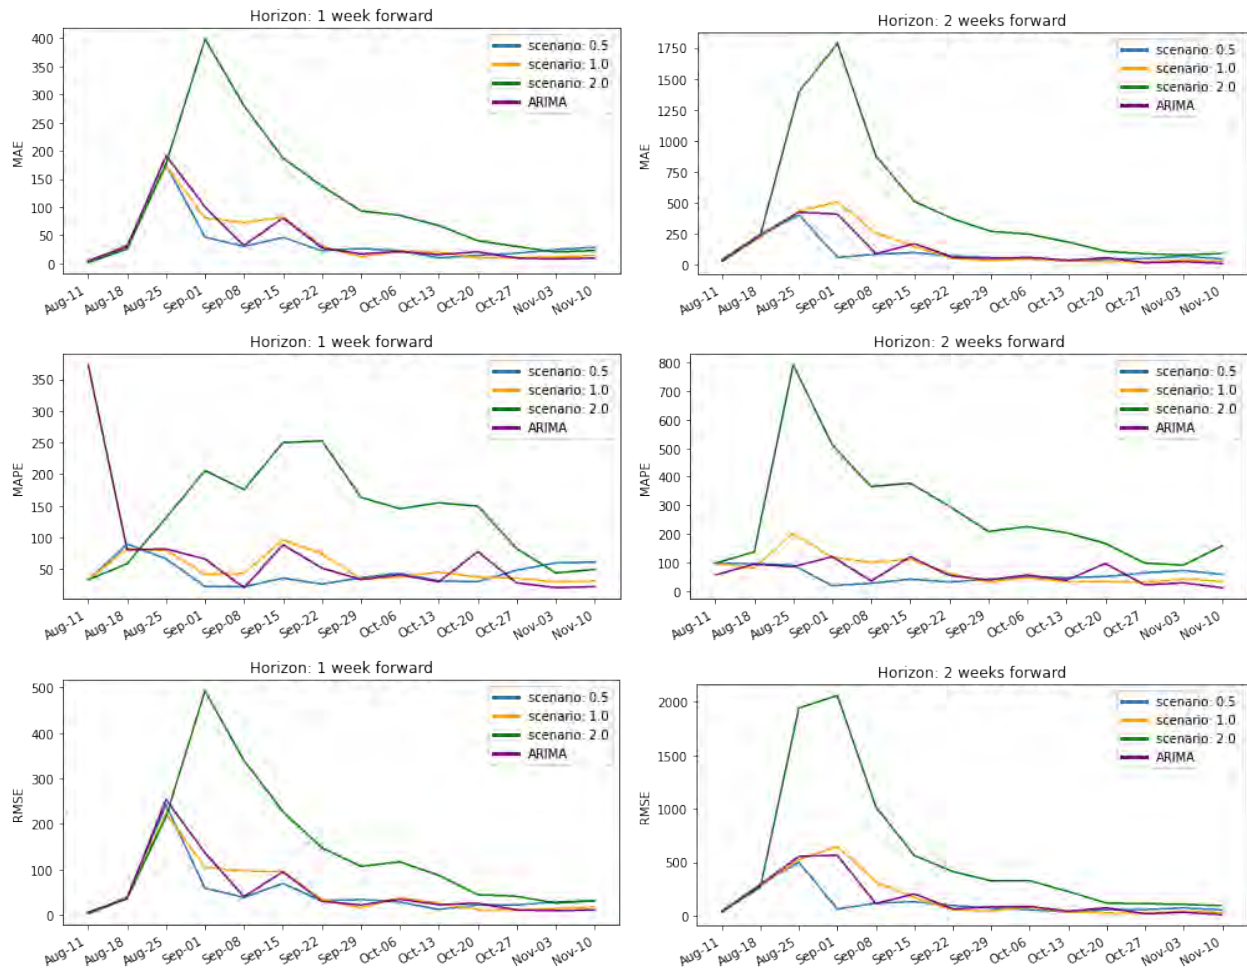 Horizon: 1 week forward
MAE
400
350
300
250
200
150
100
50
0
scenario: 0.5
scenario: 1.0
scenario: 2.0
ARIMA
Aug-11 Aug-18 Aug-25 Sep-01 Sep-08 Sep-15 Sep-22 Sep-29 Oct-06 Oct-13 Oct-20 Oct-27 Nov-03 Nov-10
Horizon: 2 weeks forward
MAE
1750
1500
1250
1000
750
500
250
0
scenario: 0.5
scenario: 1.0
scenario: 2.0
ARIMA
Aug-11 Aug-18 Aug-25 Sep-01 Sep-08 Sep-15 Sep-22 Sep-29 Oct-06 Oct-13 Oct-20 Oct-27 Nov-03 Nov-10
Horizon: 1 week forward
MAPE
350
300
250
200
150
100
50
scenario: 0.5
scenario: 1.0
scenario: 2.0
ARIMA
Aug-11 Aug-18 Aug-25 Sep-01 Sep-08 Sep-15 Sep-22 Sep-29 Oct-06 Oct-13 Oct-20 Oct-27 Nov-03 Nov-10
Horizon: 2 weeks forward
MAPE
800
700
600
500
400
300
200
100
0
scenario: 0.5
scenario: 1.0
scenario: 2.0
ARIMA
Aug-11 Aug-18 Aug-25 Sep-01 Sep-08 Sep-15 Sep-22 Sep-29 Oct-06 Oct-13 Oct-20 Oct-27 Nov-03 Nov-10
Horizon: 1 week forward
RMSE
500
400
300
200
100
0
scenario: 0.5
scenario: 1.0
scenario: 2.0
ARIMA
Aug-11 Aug-18 Aug-25 Sep-01 Sep-08 Sep-15 Sep-22 Sep-29 Oct-06 Oct-13 Oct-20 Oct-27 Nov-03 Nov-10
Horizon: 2 weeks forward
RMSE
2000
1500
1000
500
0
scenario: 0.5
scenario: 1.0
scenario: 2.0
ARIMA
Aug-11 Aug-18 Aug-25 Sep-01 Sep-08 Sep-15 Sep-22 Sep-29 Oct-06 Oct-13 Oct-20 Oct-27 Nov-03 Nov-10